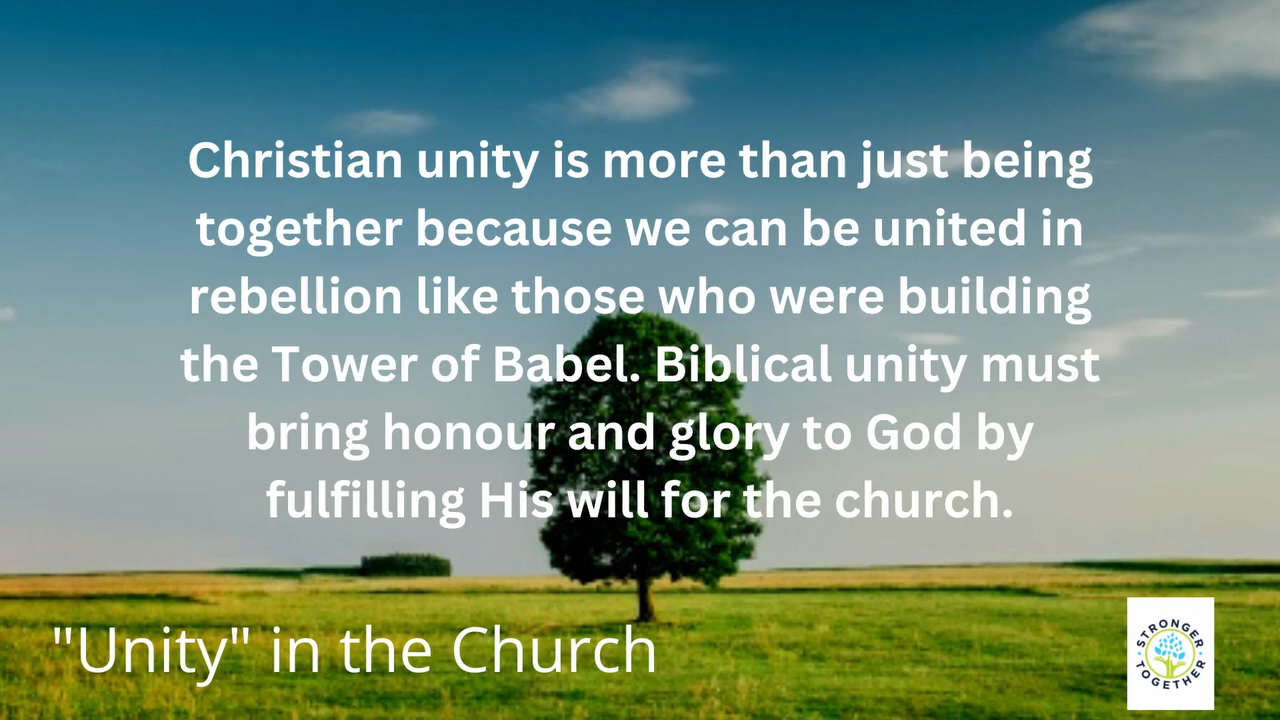 Christian unity is more than just being
together because we can be united in
rebellion like those who were building
the Tower of Babel. Biblical unity must
bring honour and glory to God by
fulfilling His will for the church.
"Unity" in the Church
STRONGER
TOGETHER